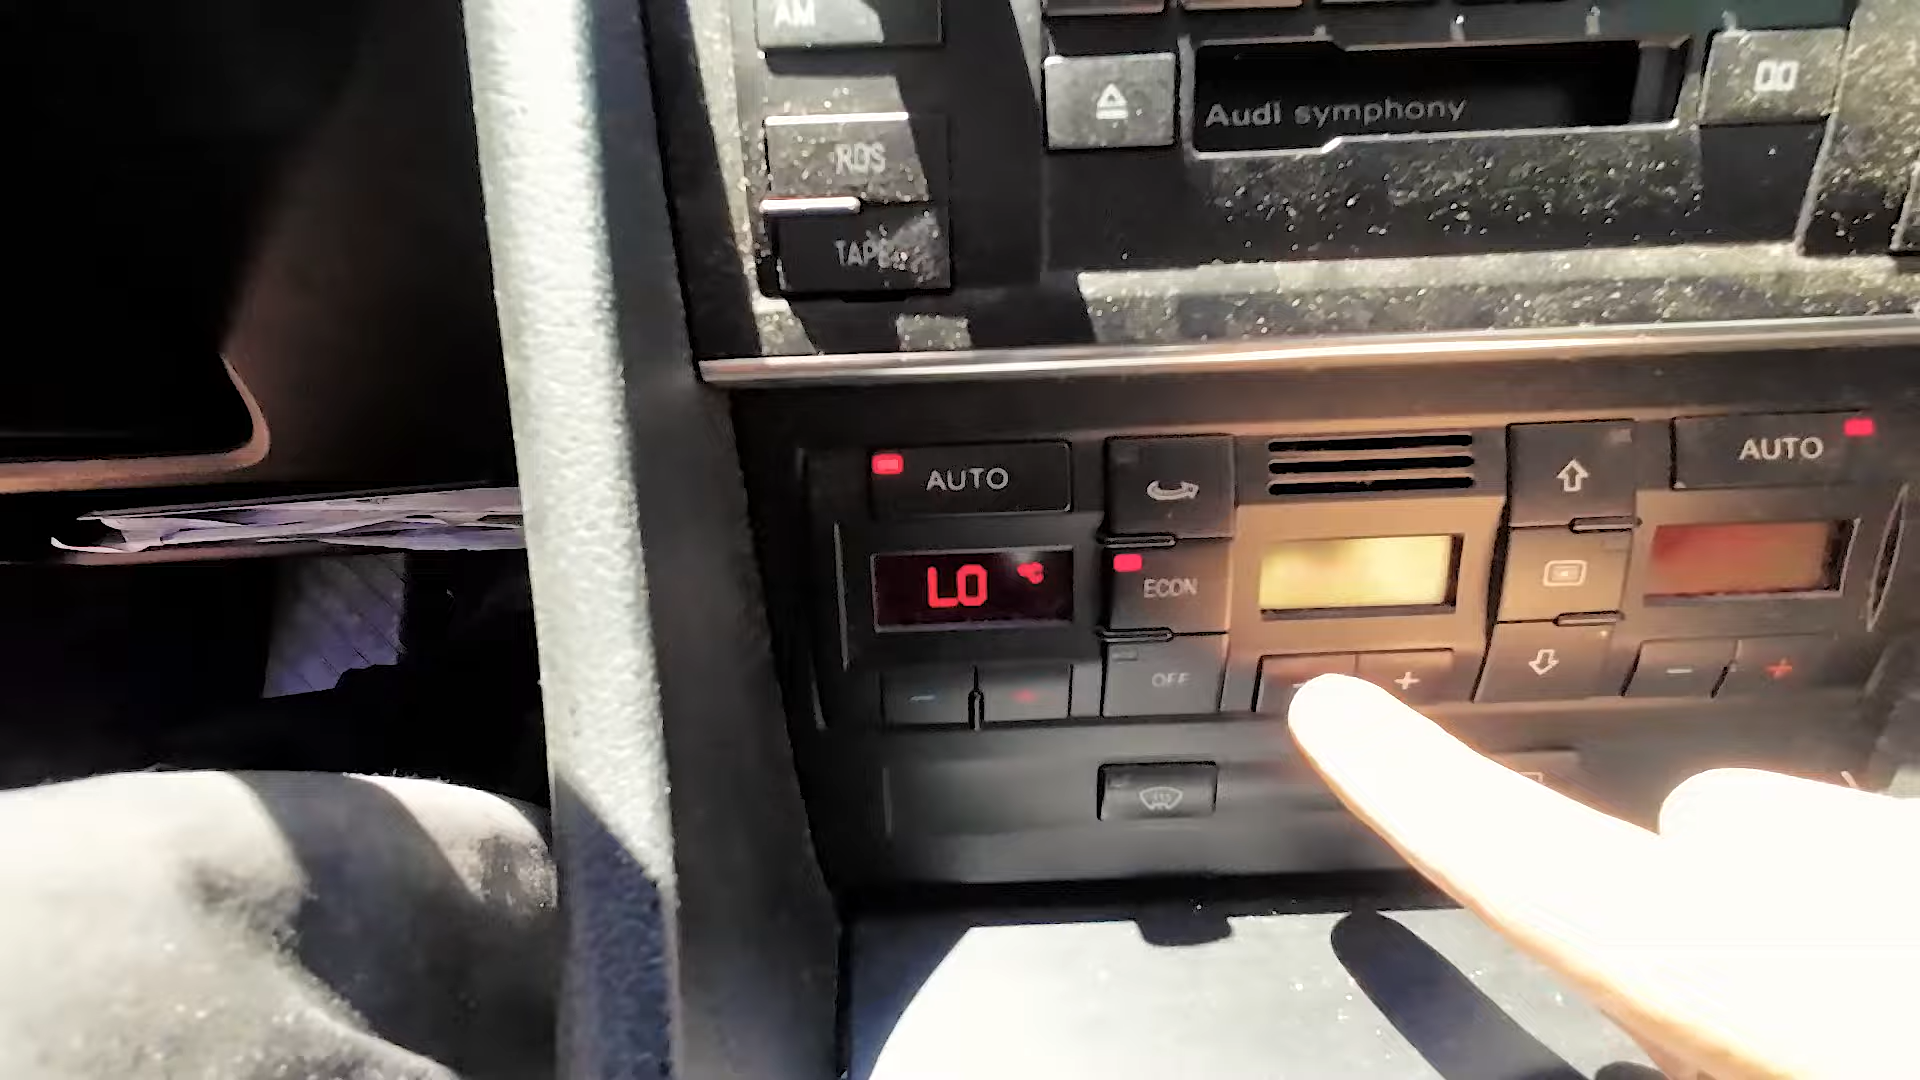 AM
Audi symphony
RDS
TAPE
AUTO
AUTO
LO °C
ECON
OFF
- +
- +
- +